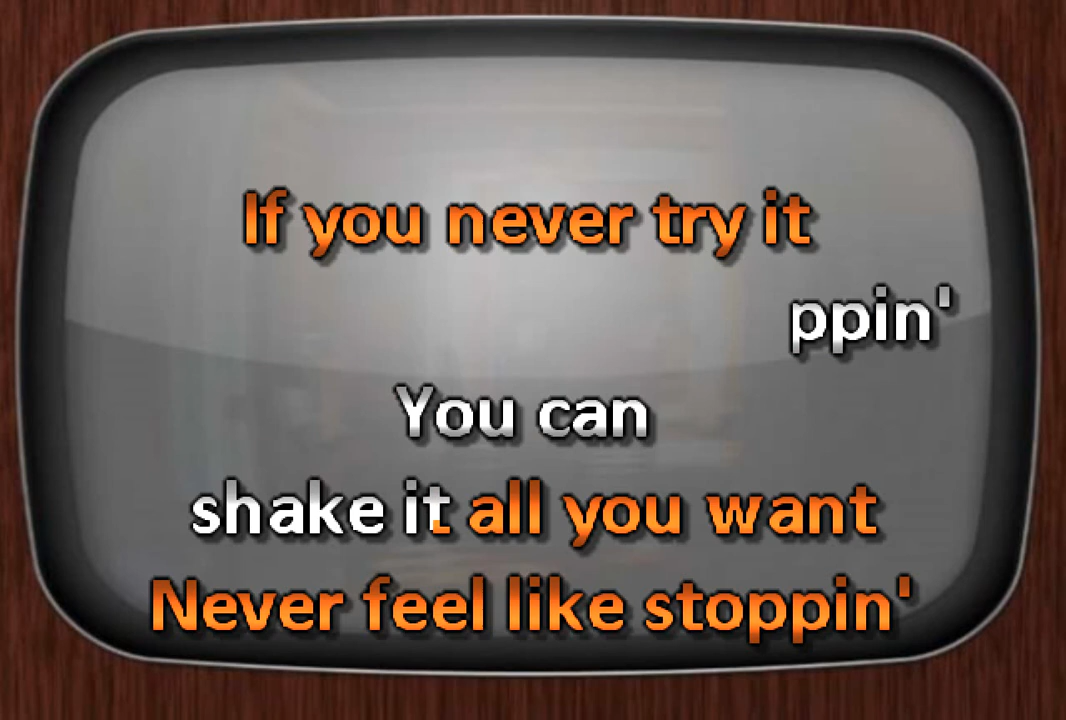 If you never try it
ppin'
You can
shake it all you want
Never feel like stoppin'